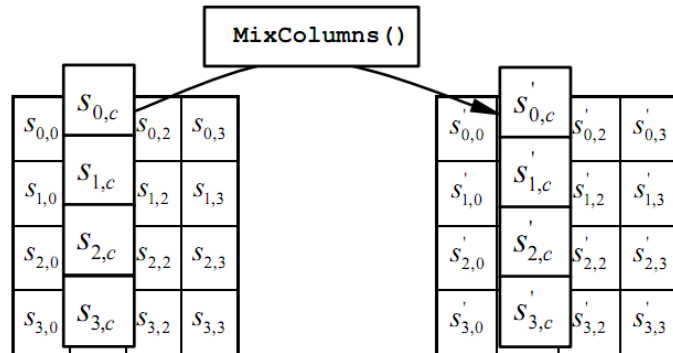 MixColumns()
s0,c s'0,c
s0,0 s0,2 s0,3 s'0,0 s'0,2 s'0,3
s1,c s'1,c
s1,0 s1,2 s1,3 s'1,0 s'1,2 s'1,3
s2,c s'2,c
s2,0 s2,2 s2,3 s'2,0 s'2,2 s'2,3
s3,c s'3,c
s3,0 s3,2 s3,3 s'3,0 s'3,2 s'3,3